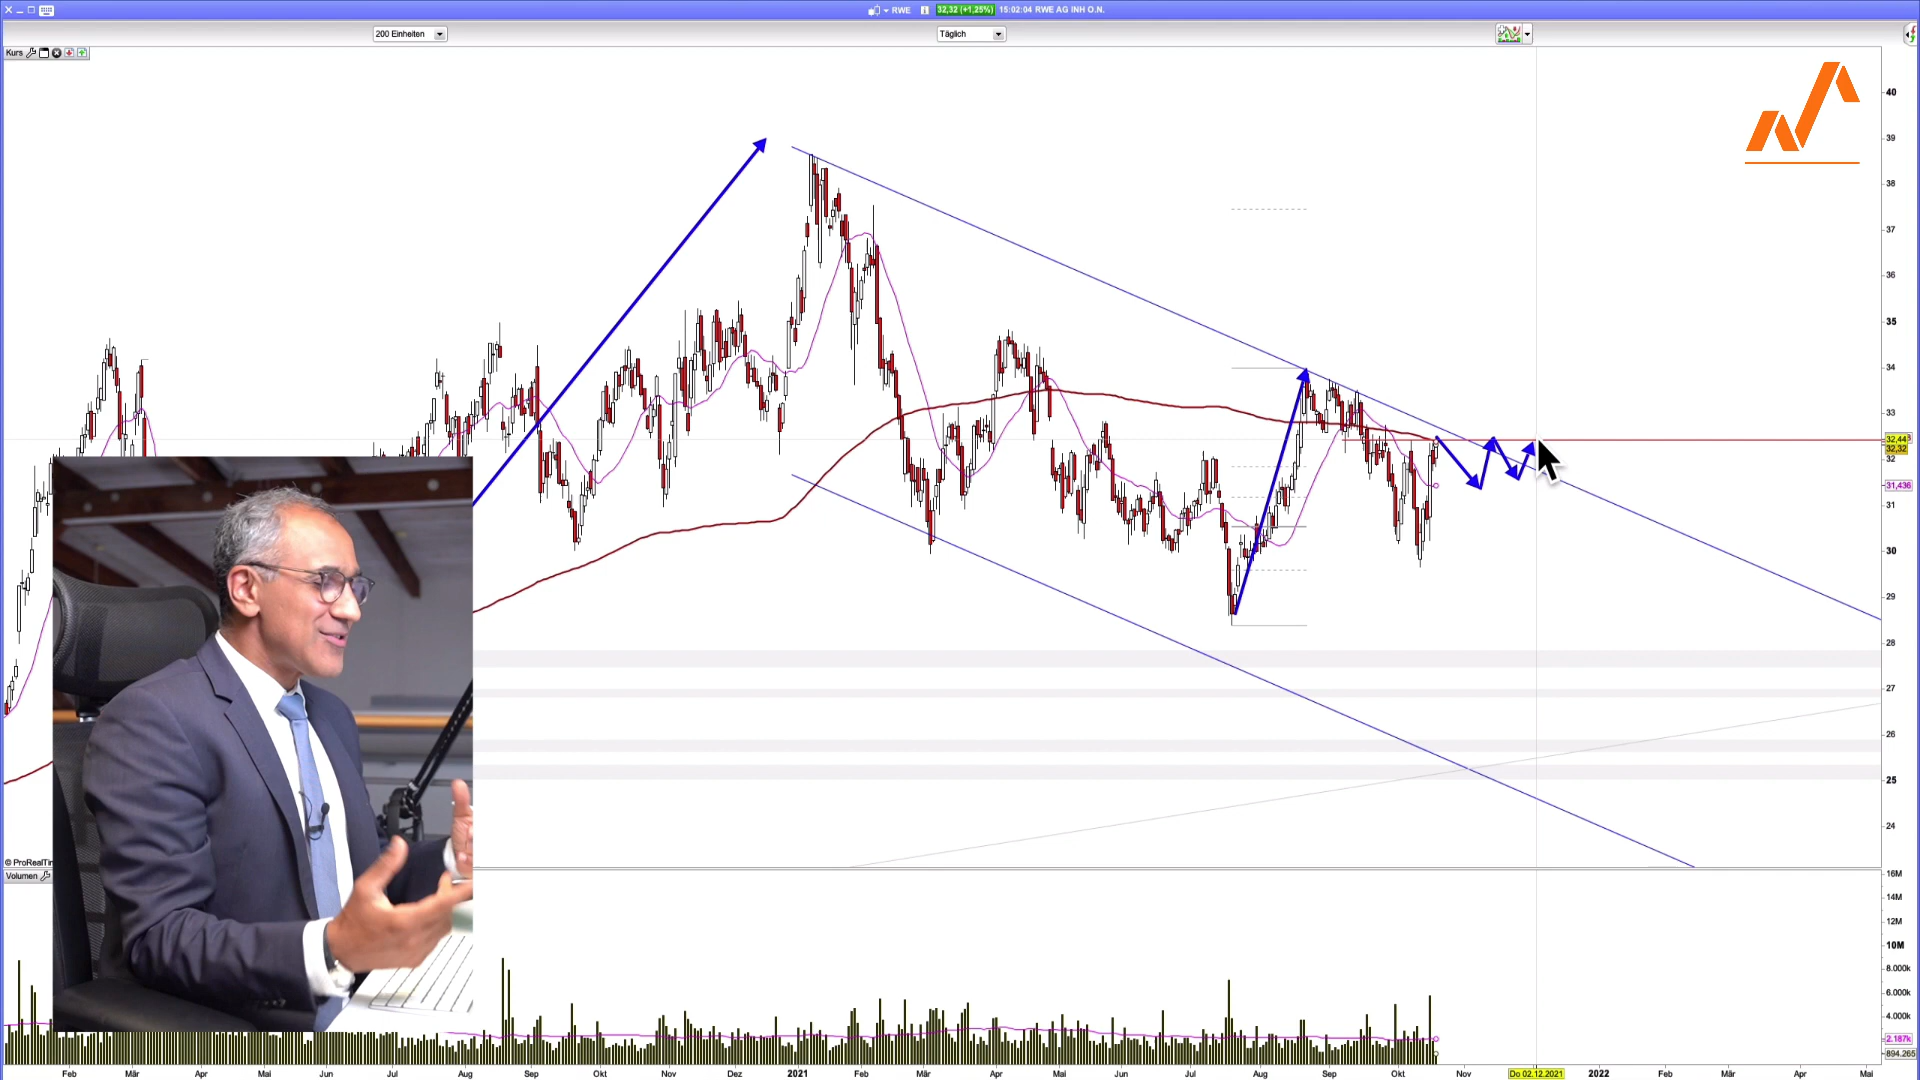 RWE 32,32 (+1,25%) 15:02:04 RWE AG INH O.N.
200 Einheiten
Täglich
Kurs
40
39
38
37
36
35
34
33
32,44
32,32
32
31,436
31
30
29
28
27
26
25
24
© ProRealTi
Volumen
16M
14M
12M
10M
8.000k
6.000k
4.000k
2.187k
894.265
Feb Mär Apr Mai Jun Jul Aug Sep Okt Nov Dez 2021 Feb Mär Apr Mai Jun Jul Aug Sep Okt Nov Do 02.12.2021 2022 Feb Mär Apr Mai